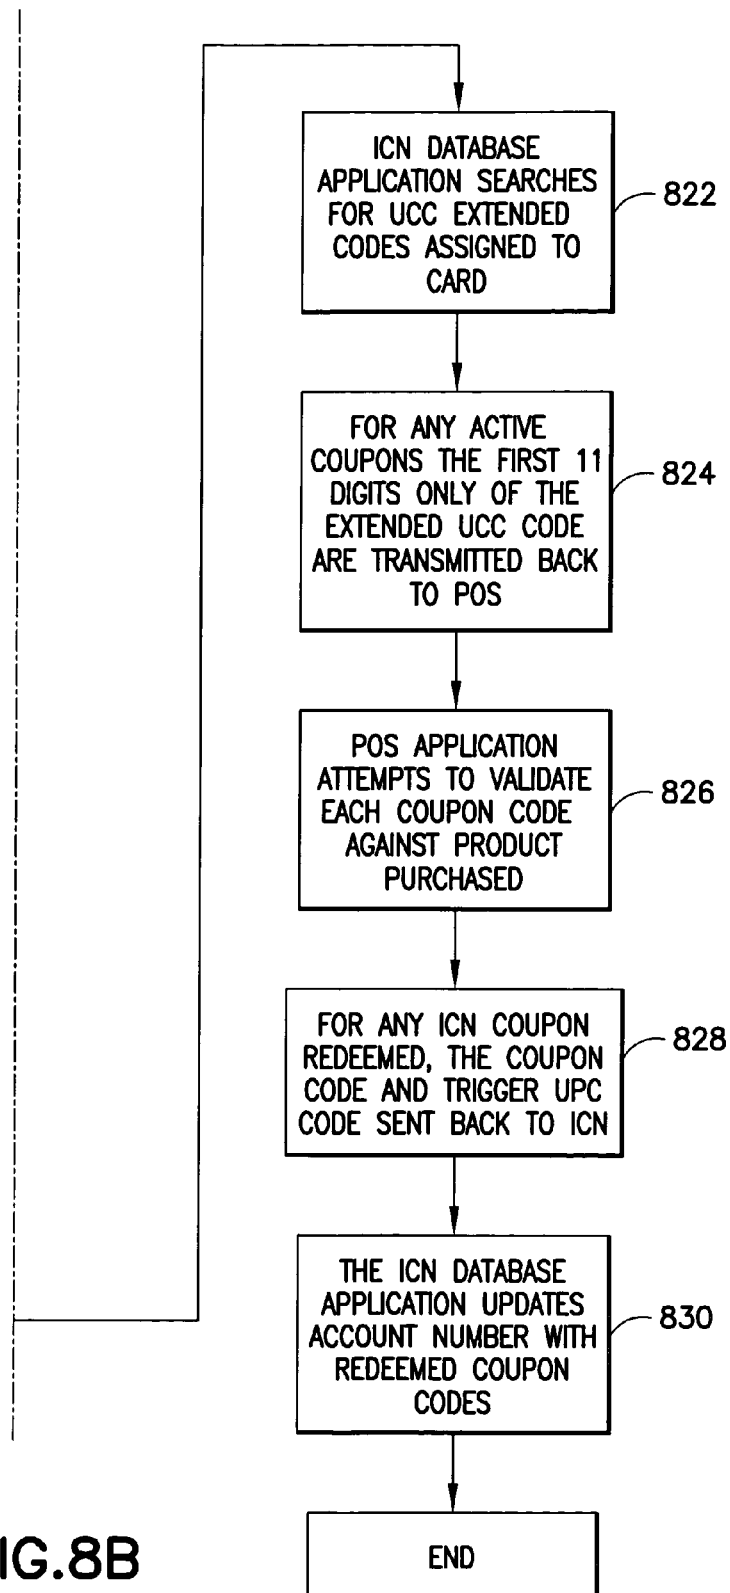 ICN DATABASE
APPLICATION SEARCHES
FOR UCC EXTENDED
CODES ASSIGNED TO
CARD
822
FOR ANY ACTIVE
COUPONS THE FIRST 11
DIGITS ONLY OF THE
EXTENDED UCC CODE
ARE TRANSMITTED BACK
TO POS
824
POS APPLICATION
ATTEMPTS TO VALIDATE
EACH COUPON CODE
AGAINST PRODUCT
PURCHASED
826
FOR ANY ICN COUPON
REDEEMED, THE COUPON
CODE AND TRIGGER UPC
CODE SENT BACK TO ICN
828
THE ICN DATABASE
APPLICATION UPDATES
ACCOUNT NUMBER WITH
REDEEMED COUPON
CODES
830
END
IG.8B